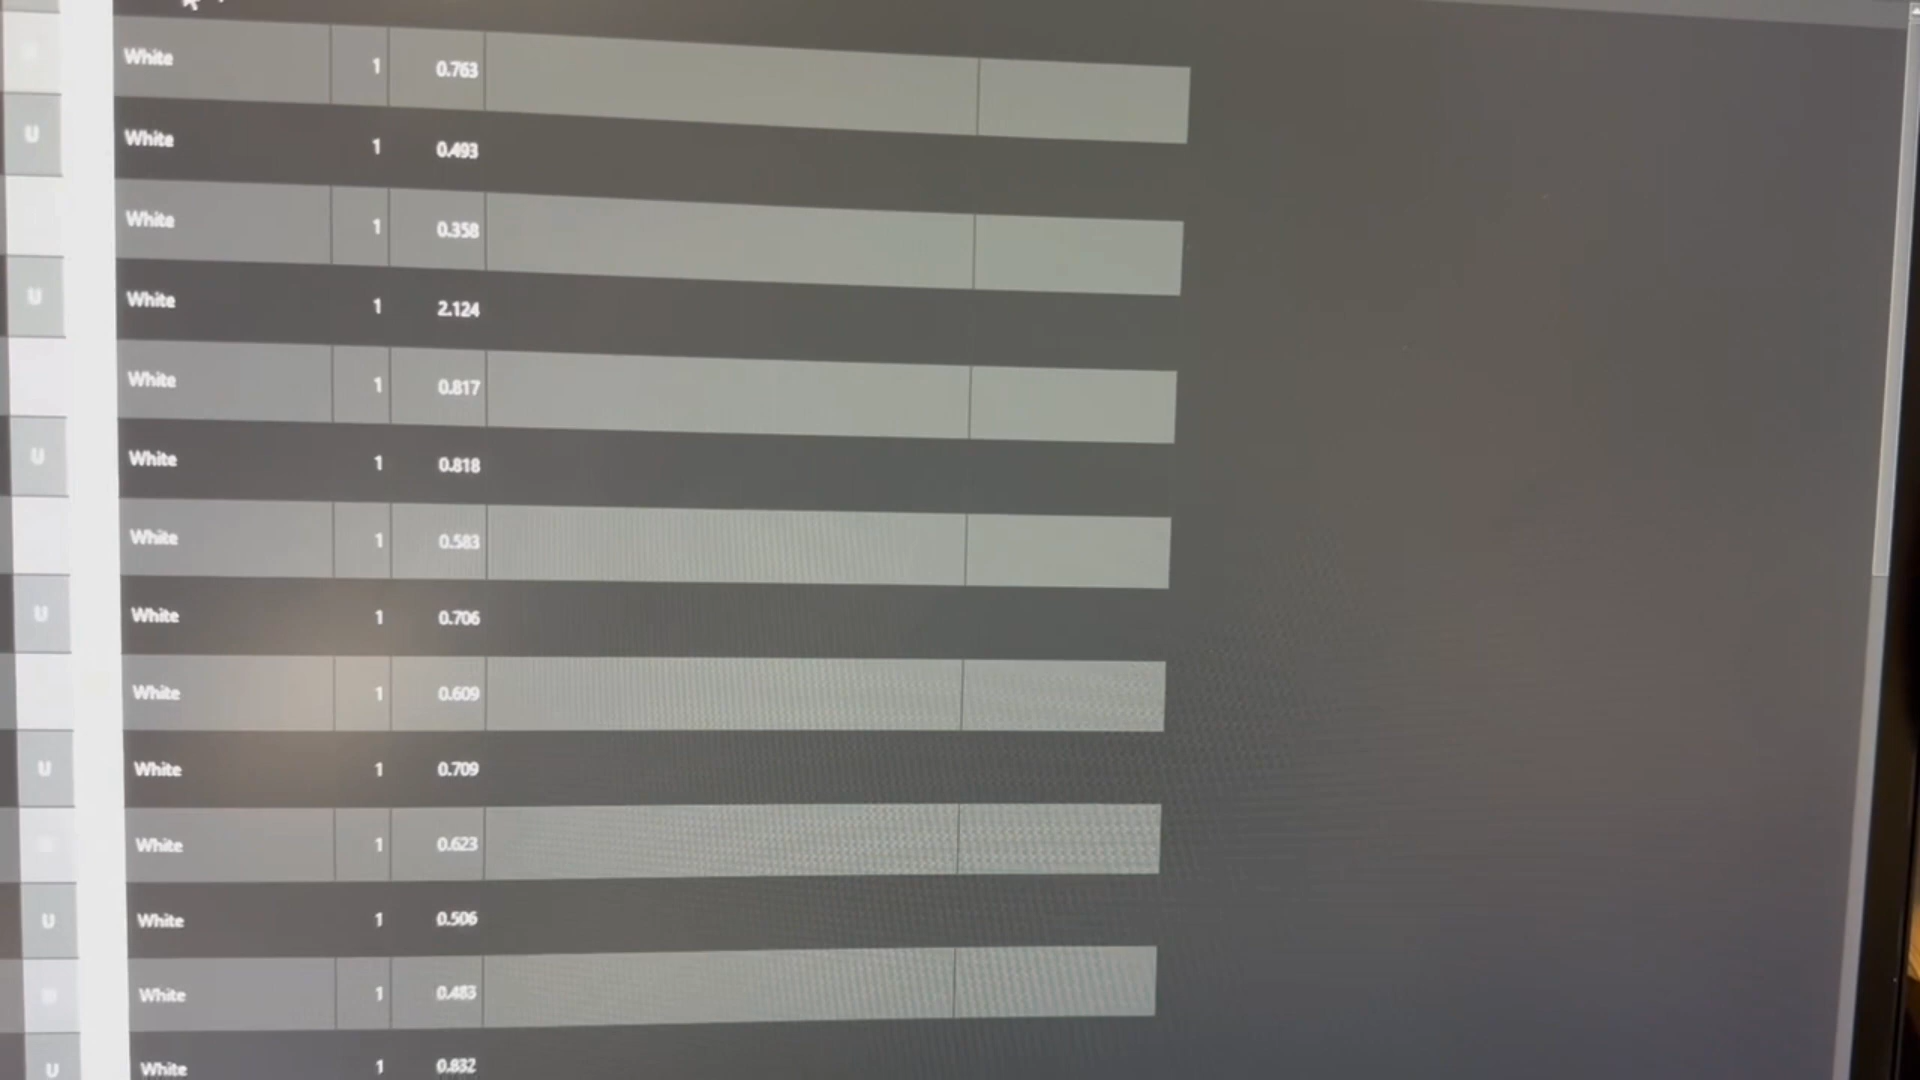 White 1 0.763
U White 1 0.493
White 1 0.358
U White 1 2.124
White 1 0.817
U White 1 0.818
White 1 0.583
U White 1 0.706
White 1 0.609
U White 1 0.709
White 1 0.623
U White 1 0.506
White 1 0.483
U White 1 0.832